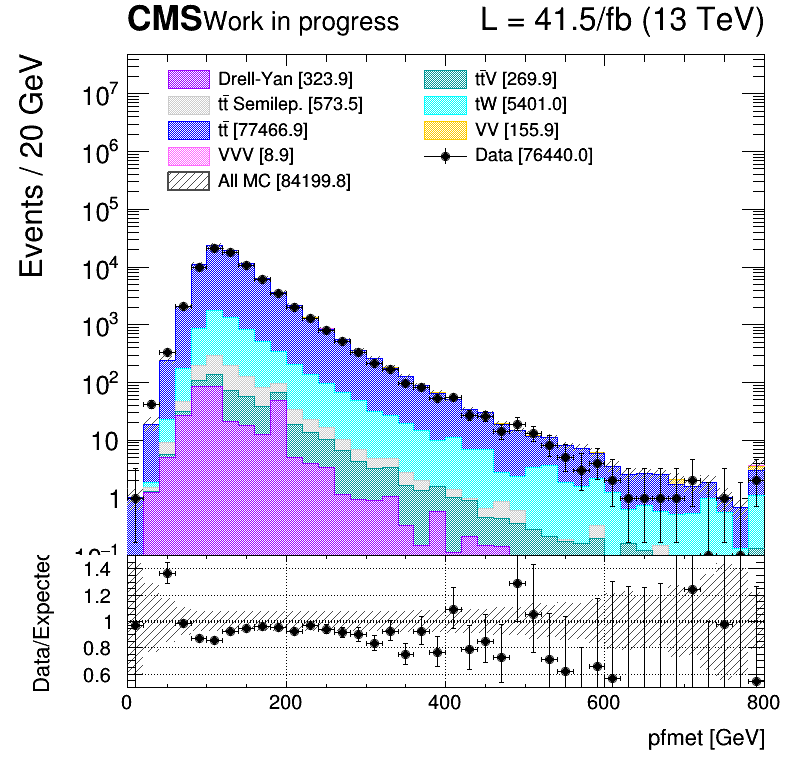 CMS Work in progress L = 41.5/fb (13 TeV)
Events / 20 GeV
10⁷
10⁶
10⁵
10⁴
10³
10²
10
1
10⁻¹
Drell-Yan [323.9]
tt̄ Semilep. [573.5]
tt̄ [77466.9]
VVV [8.9]
All MC [84199.8]
tt̄V [269.9]
tW [5401.0]
VV [155.9]
Data [76440.0]
Data/Expected
1.4
1.2
1
0.8
0.6
0 200 400 600 800
pfmet [GeV]